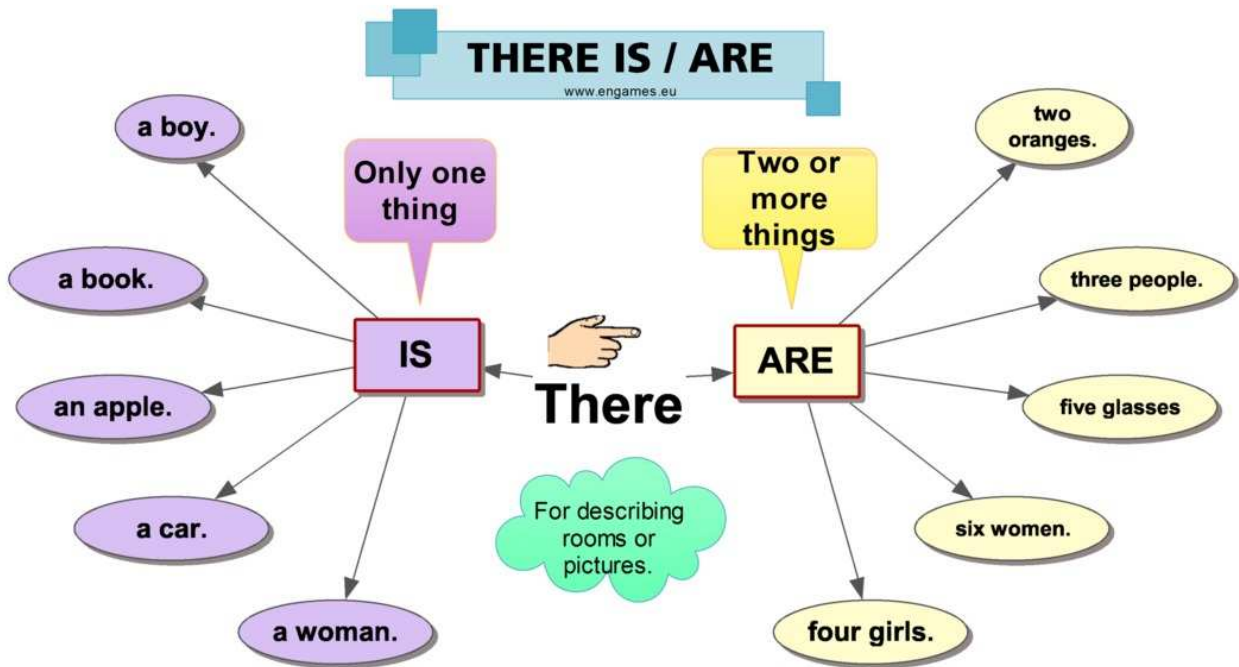 THERE IS / ARE
www.engames.eu
a boy.
a book.
an apple.
a car.
a woman.
Only one
thing
IS
There
For describing
rooms or
pictures.
Two or
more
things
ARE
two
oranges.
three people.
five glasses
six women.
four girls.